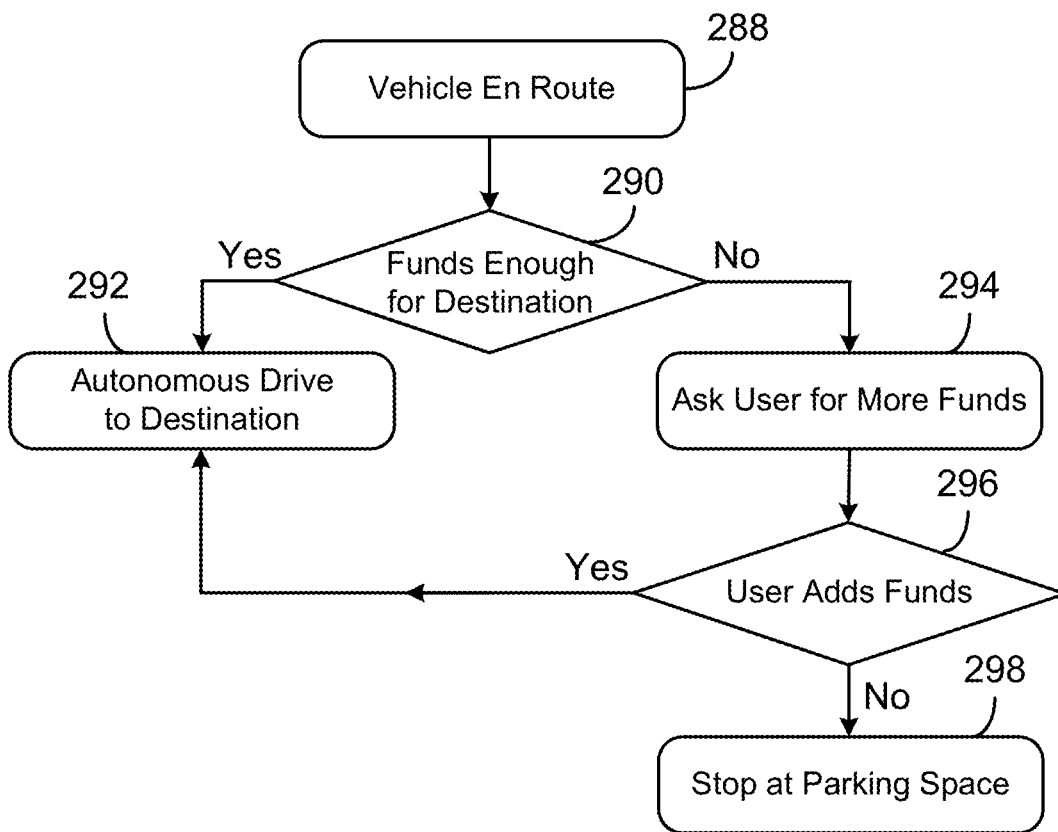 288
Vehicle En Route
290
Yes
Funds Enough
for Destination
No
292
294
Autonomous Drive
to Destination
Ask User for More Funds
296
Yes
User Adds Funds
298
No
Stop at Parking Space